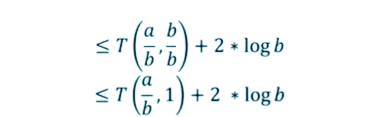 ≤ T(a/b, b/b) + 2 * log b
≤ T(a/b, 1) + 2 * log b